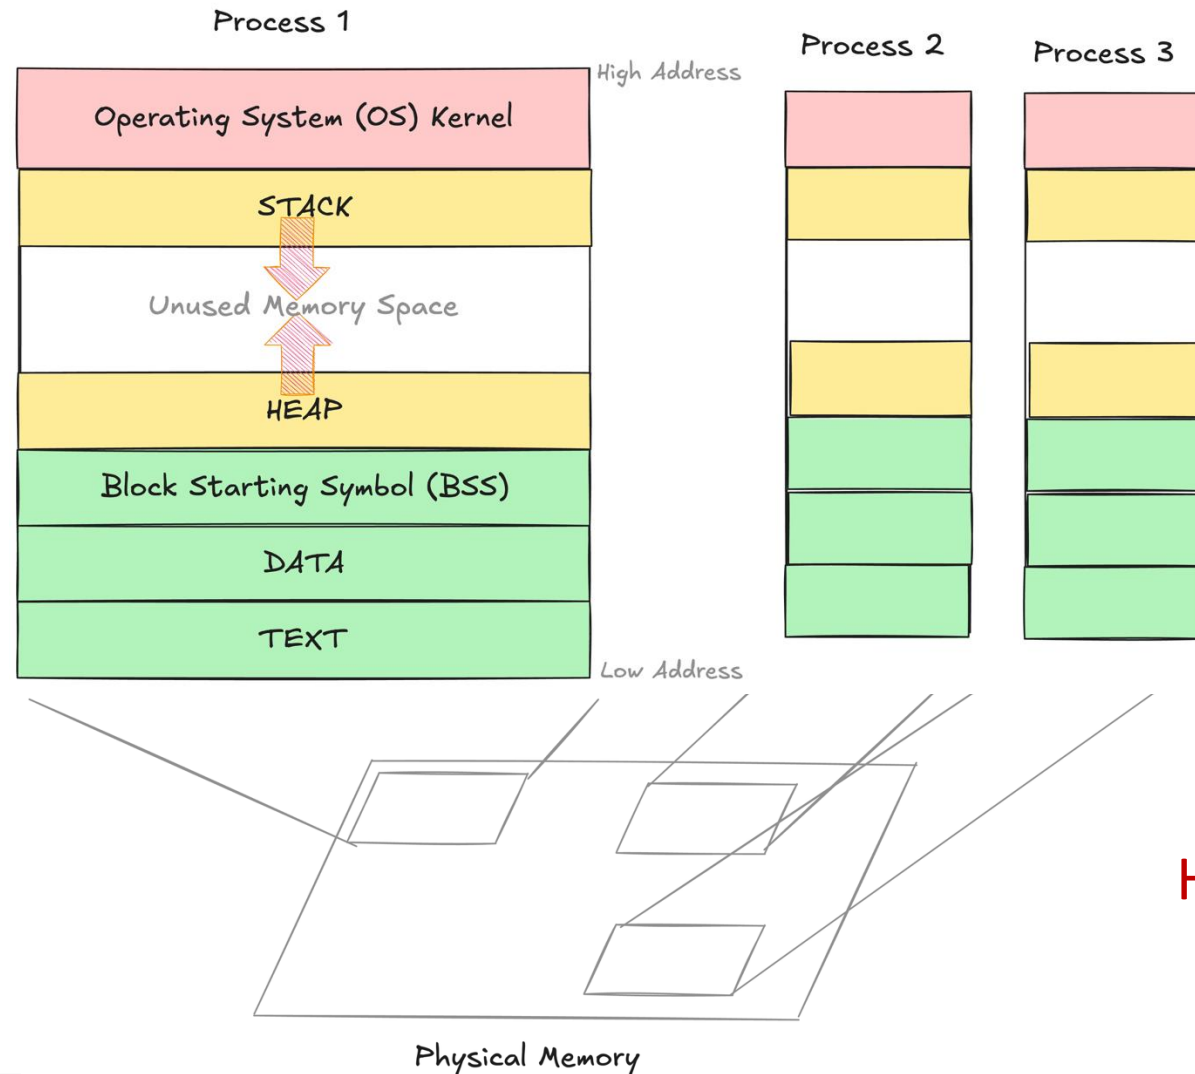 Process 1
Process 2
Process 3
High Address
Operating System (OS) Kernel
STACK
Unused Memory Space
HEAP
Block Starting Symbol (BSS)
DATA
TEXT
Low Address
Physical Memory